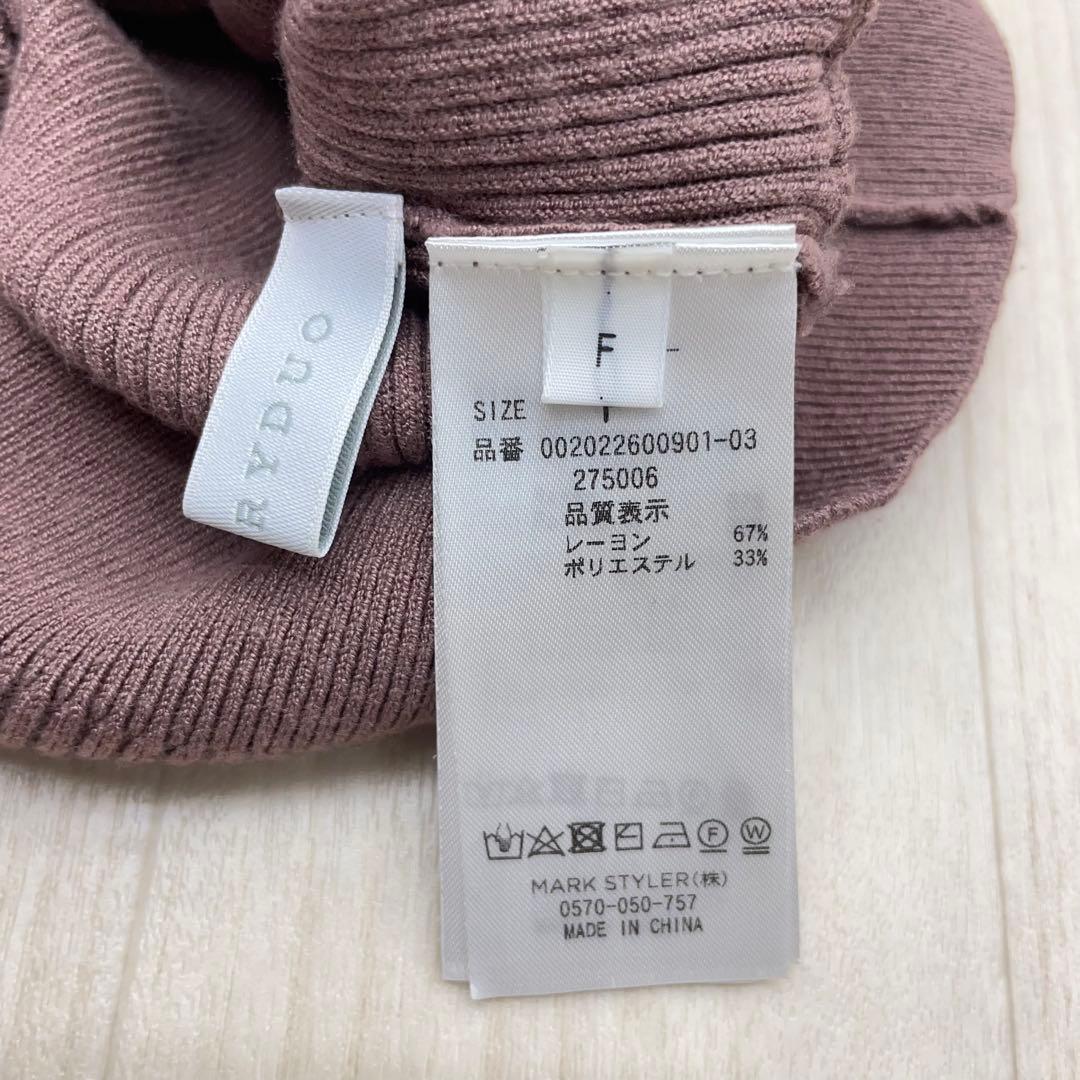 RYDUO
F
SIZE
品番 002022600901-03
275006
品質表示
レーヨン 67%
ポリエステル 33%
F W
MARK STYLER(株)
0570-050-757
MADE IN CHINA